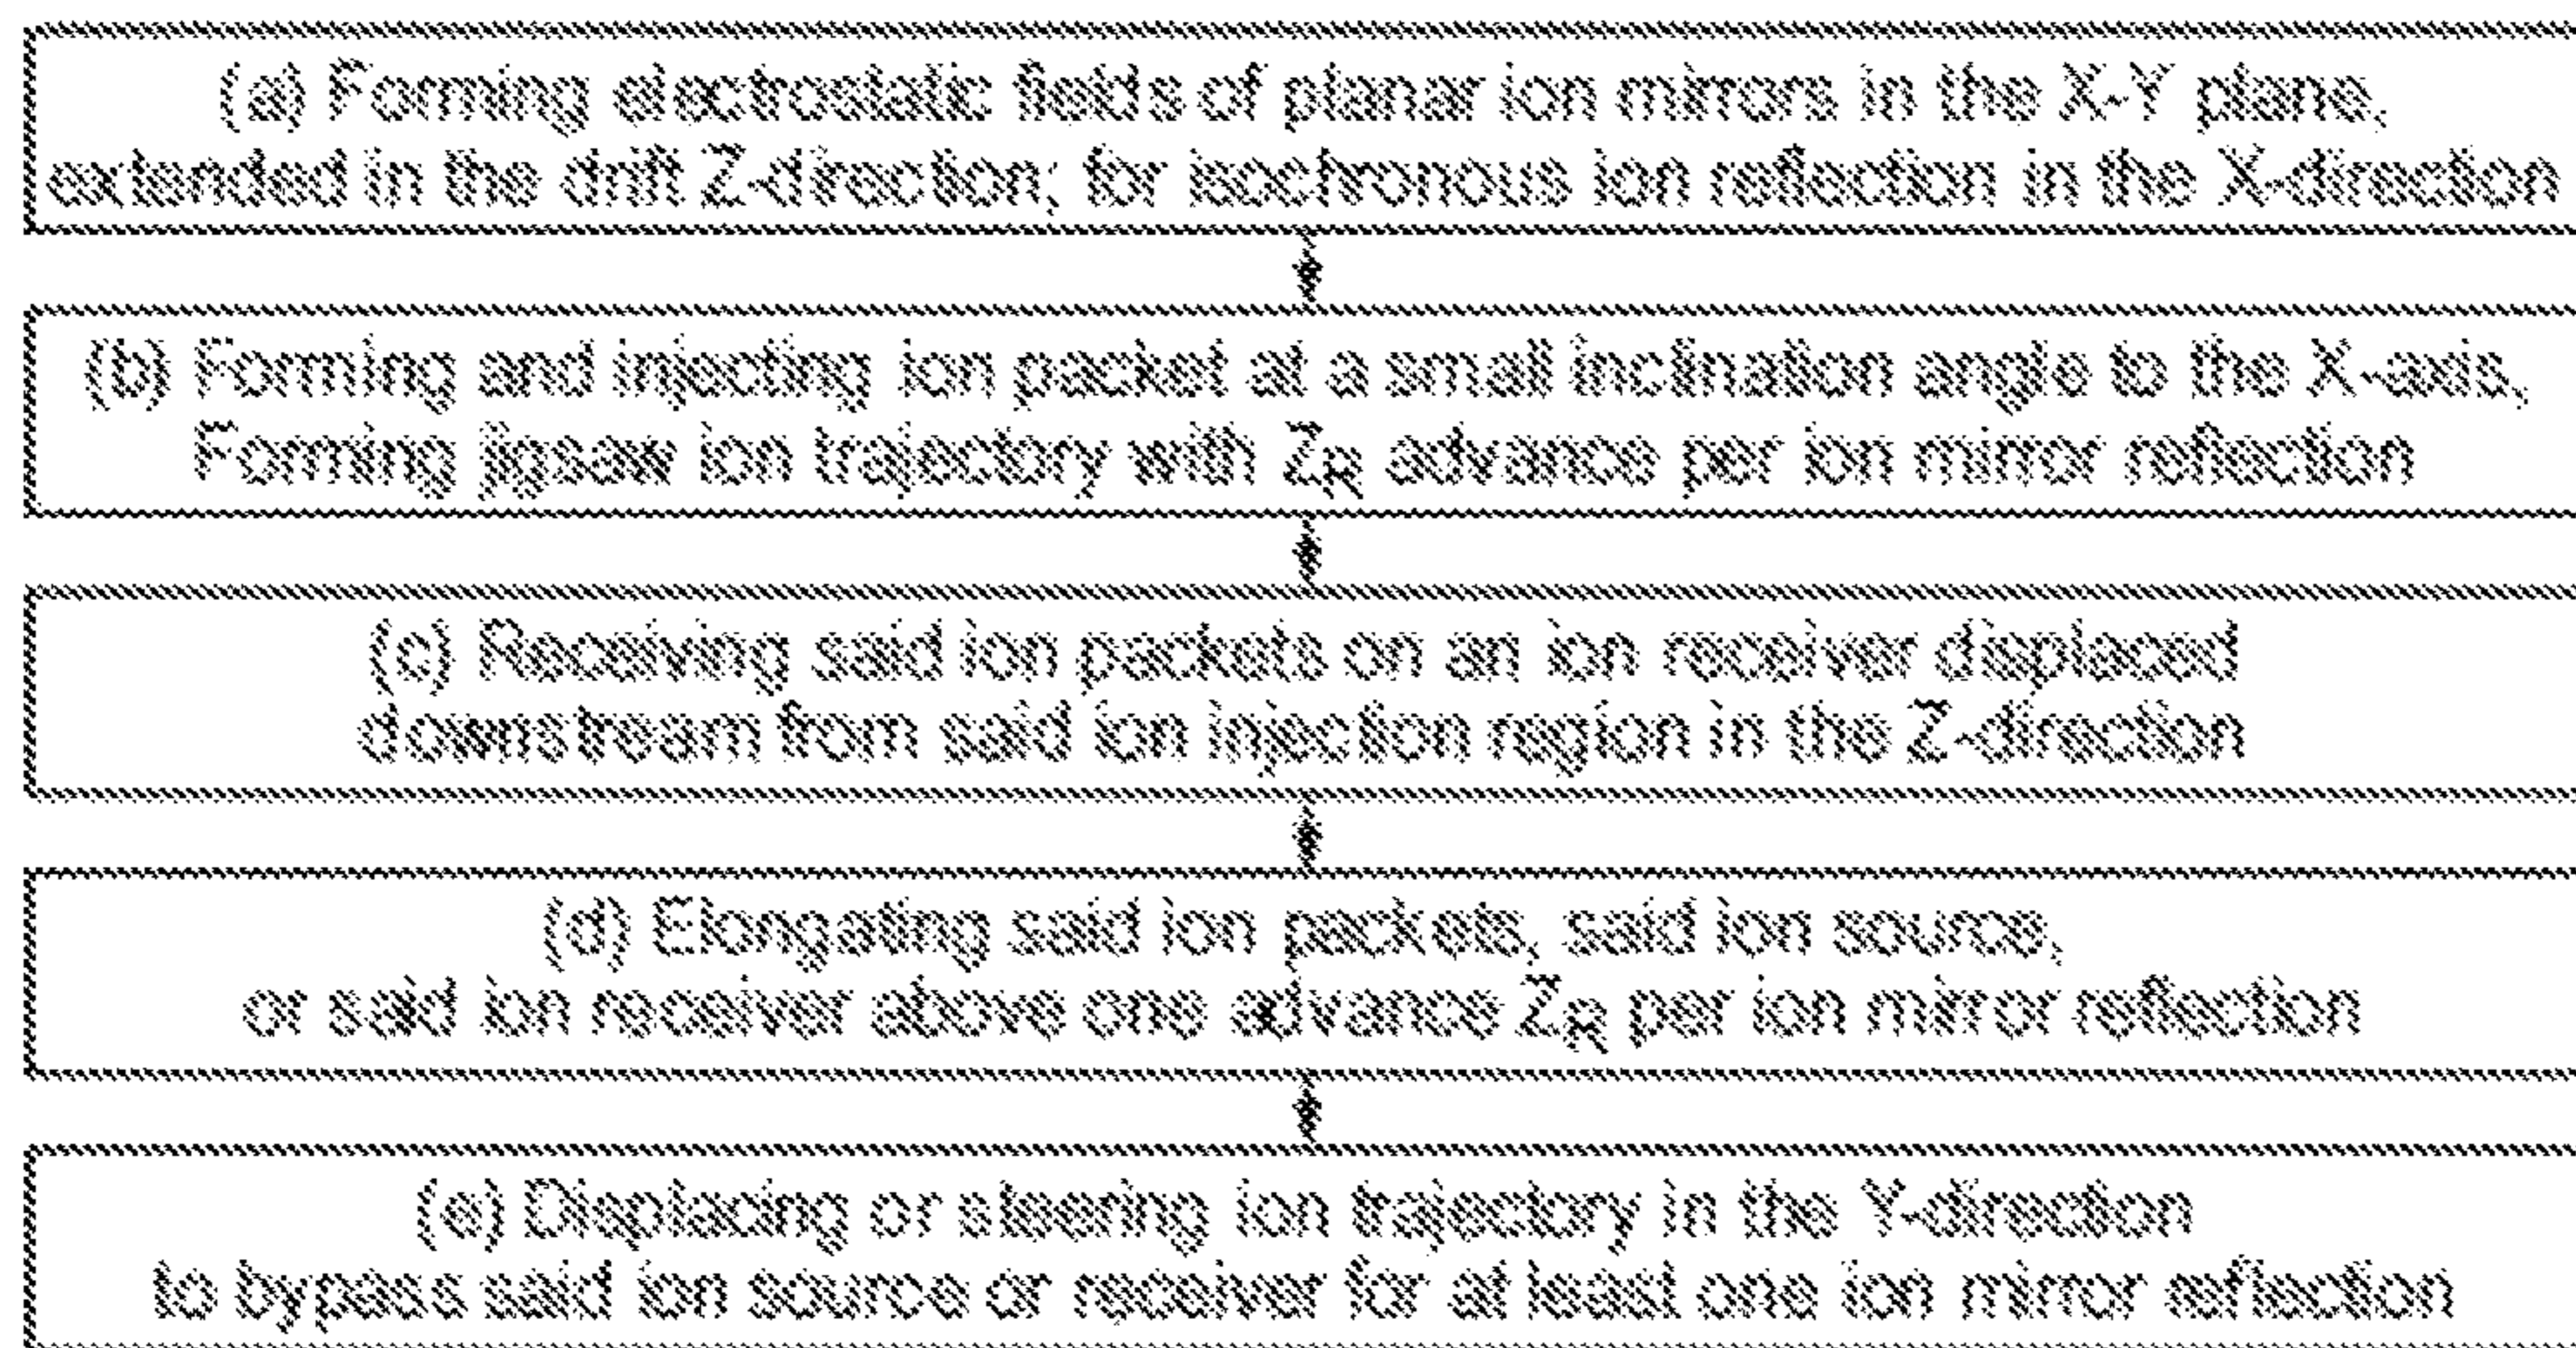 (a) Forming electrostatic fields of planar ion mirrors in the X-Y plane,
extended in the drift Z-direction; for isochronous ion reflection in the X-direction
(b) Forming and injecting ion packet at a small inclination angle to the X-axis,
Forming jigsaw ion trajectory with ZR advance per ion mirror reflection
(c) Receiving said ion packets on an ion receiver displaced
downstream from said ion injection region in the Z-direction
(d) Elongating said ion packets, said ion source,
or said ion receiver above one advance ZR per ion mirror reflection
(e) Displacing or steering ion trajectory in the Y-direction
to bypass said ion source or receiver for at least one ion mirror reflection